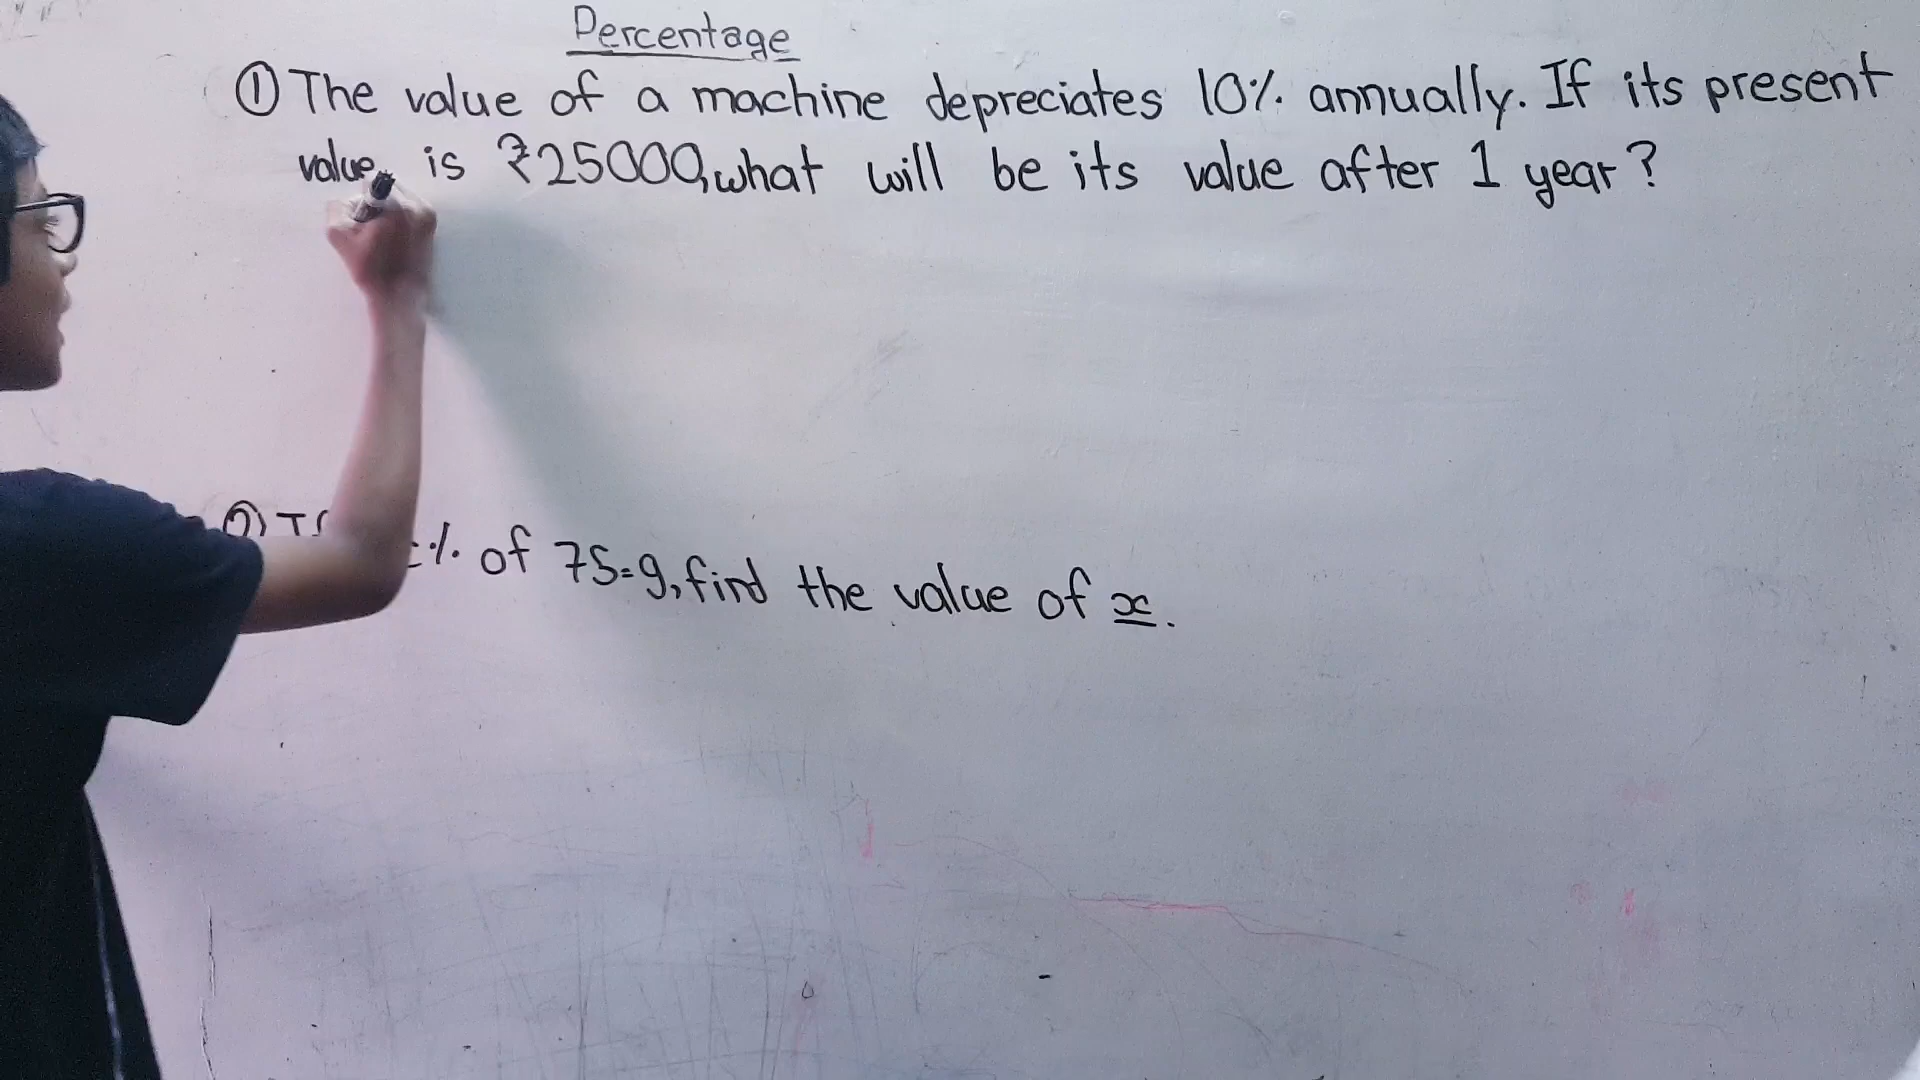 Percentage
① The value of a machine depreciates 10%. annually. If its present
value is ₹25000, what will be its value after 1 year?
② % of 75=9, find the value of x.